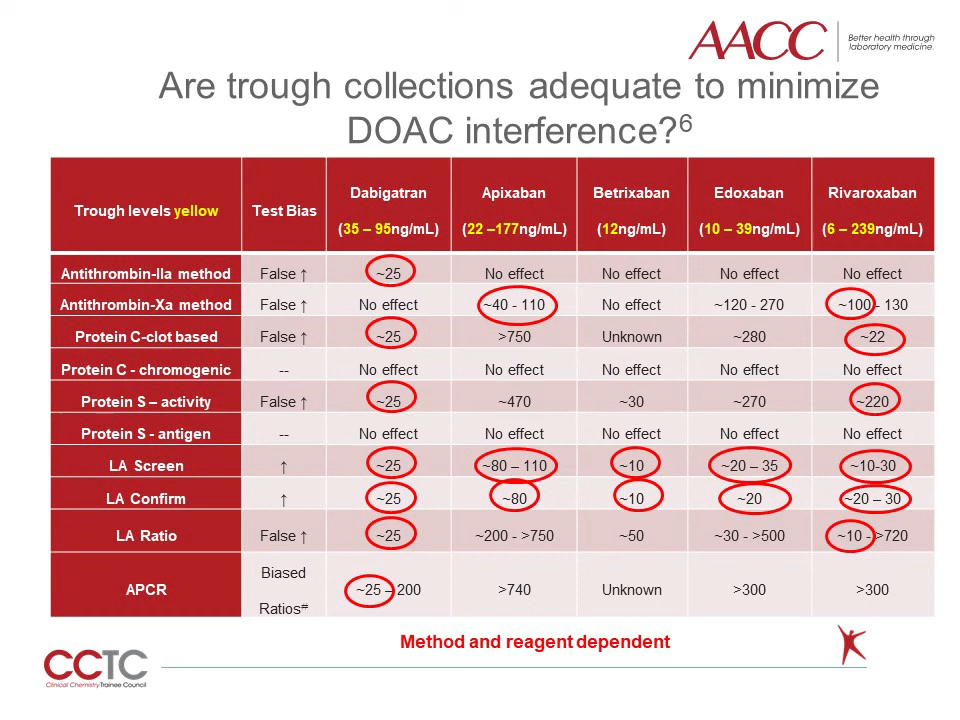 AACC
Better health through
laboratory medicine.
Are trough collections adequate to minimize
DOAC interference?6
Trough levels yellow Test Bias Dabigatran (35 – 95ng/mL) Apixaban (22 –177ng/mL) Betrixaban (12ng/mL) Edoxaban (10 – 39ng/mL) Rivaroxaban (6 – 239ng/mL)
Antithrombin-IIa method False ↑ ~25 No effect No effect No effect No effect
Antithrombin-Xa method False ↑ No effect ~40 - 110 No effect ~120 - 270 ~100 - 130
Protein C-clot based False ↑ ~25 >750 Unknown ~280 ~22
Protein C - chromogenic -- No effect No effect No effect No effect No effect
Protein S – activity False ↑ ~25 ~470 ~30 ~270 ~220
Protein S - antigen -- No effect No effect No effect No effect No effect
LA Screen ↑ ~25 ~80 – 110 ~10 ~20 – 35 ~10-30
LA Confirm ↑ ~25 ~80 ~10 ~20 ~20 – 30
LA Ratio False ↑ ~25 ~200 - >750 ~50 ~30 - >500 ~10 - >720
APCR Biased Ratios# ~25 – 200 >740 Unknown >300 >300
Method and reagent dependent
CCTC
Clinical Chemistry Trainee Council